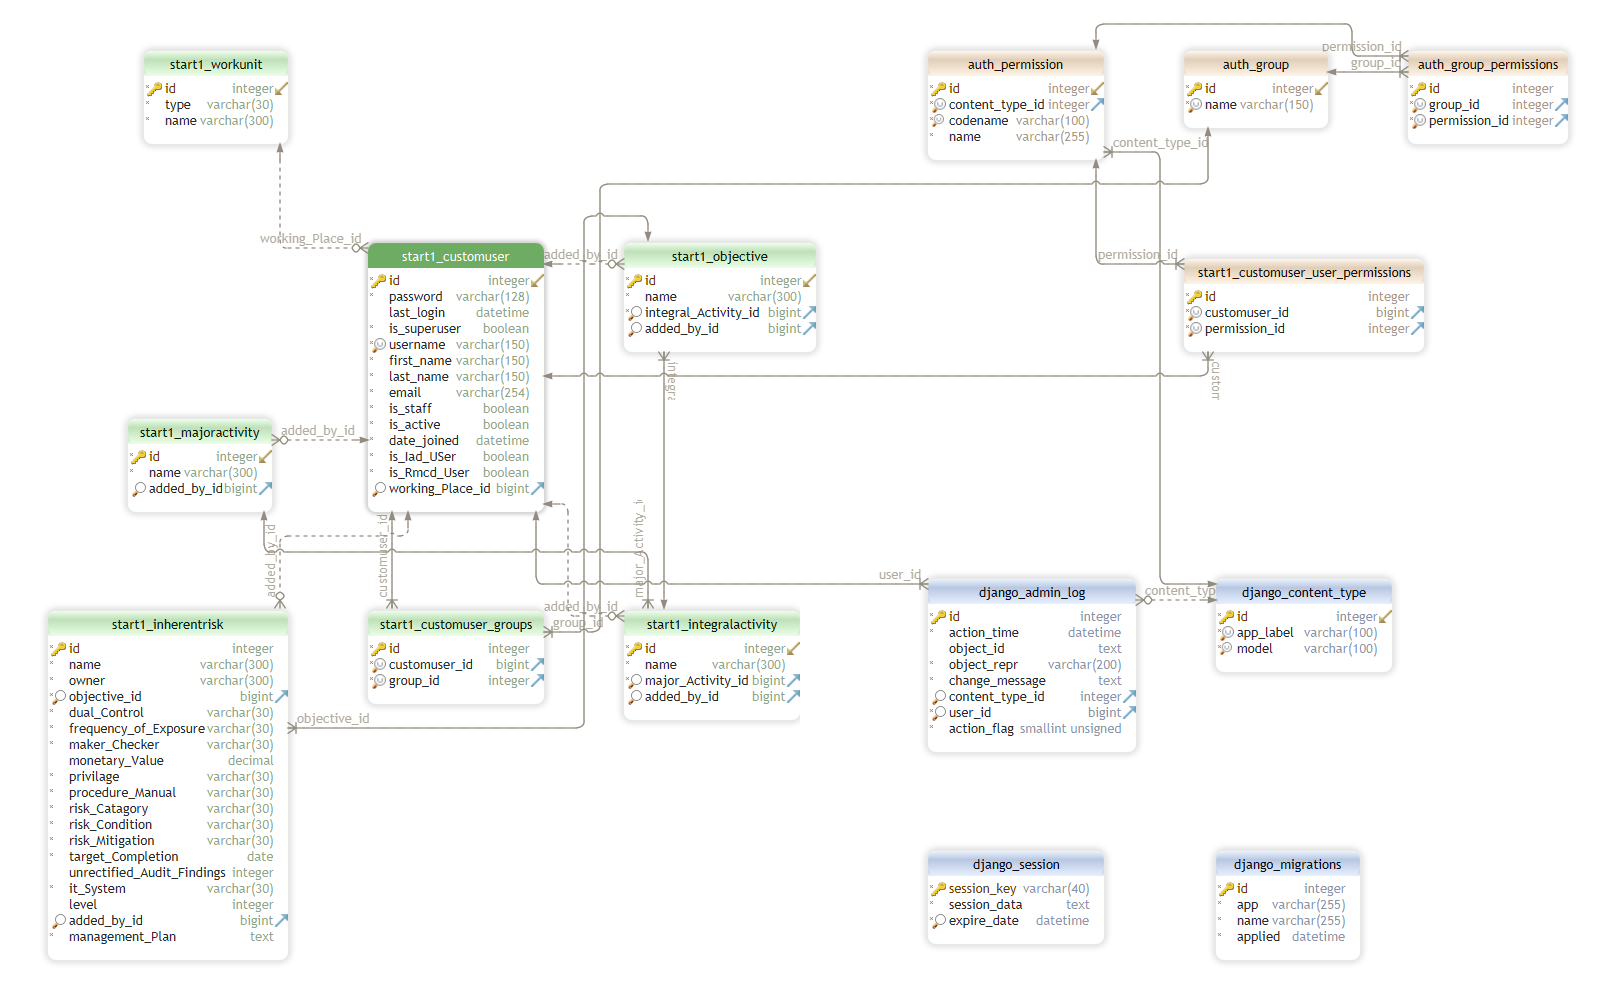 start1_workunit
id integer
type varchar(30)
name varchar(300)
auth_permission
id integer
content_type_id integer
codename varchar(100)
name varchar(255)
auth_group
id integer
name varchar(150)
permission_id
group_id
auth_group_permissions
id integer
group_id integer
permission_id integer
content_type_id
working_Place_id
start1_customuser
id integer
password varchar(128)
last_login datetime
is_superuser boolean
username varchar(150)
first_name varchar(150)
last_name varchar(150)
email varchar(254)
is_staff boolean
is_active boolean
date_joined datetime
is_Iad_USer boolean
is_Rmcd_User boolean
working_Place_id bigint
added_by_id
start1_objective
id integer
name varchar(300)
integral_Activity_id bigint
added_by_id bigint
integra
permission_id
start1_customuser_user_permissions
id integer
customuser_id bigint
permission_id integer
custom
start1_majoractivity
id integer
name varchar(300)
added_by_id bigint
added_by_id
added_by_id
customuser_id
major_Activity_id
user_id
start1_inherentrisk
id integer
name varchar(300)
owner varchar(300)
objective_id bigint
dual_Control varchar(30)
frequency_of_Exposure varchar(30)
maker_Checker varchar(30)
monetary_Value decimal
privilage varchar(30)
procedure_Manual varchar(30)
risk_Catagory varchar(30)
risk_Condition varchar(30)
risk_Mitigation varchar(30)
target_Completion date
unrectified_Audit_Findings integer
it_System varchar(30)
level integer
added_by_id bigint
management_Plan text
objective_id
start1_customuser_groups
id integer
customuser_id bigint
group_id integer
added_by_id
group_id
start1_integralactivity
id integer
name varchar(300)
major_Activity_id bigint
added_by_id bigint
django_admin_log
id integer
action_time datetime
object_id text
object_repr varchar(200)
change_message text
content_type_id integer
user_id bigint
action_flag smallint unsigned
content_typ
django_content_type
id integer
app_label varchar(100)
model varchar(100)
django_session
session_key varchar(40)
session_data text
expire_date datetime
django_migrations
id integer
app varchar(255)
name varchar(255)
applied datetime